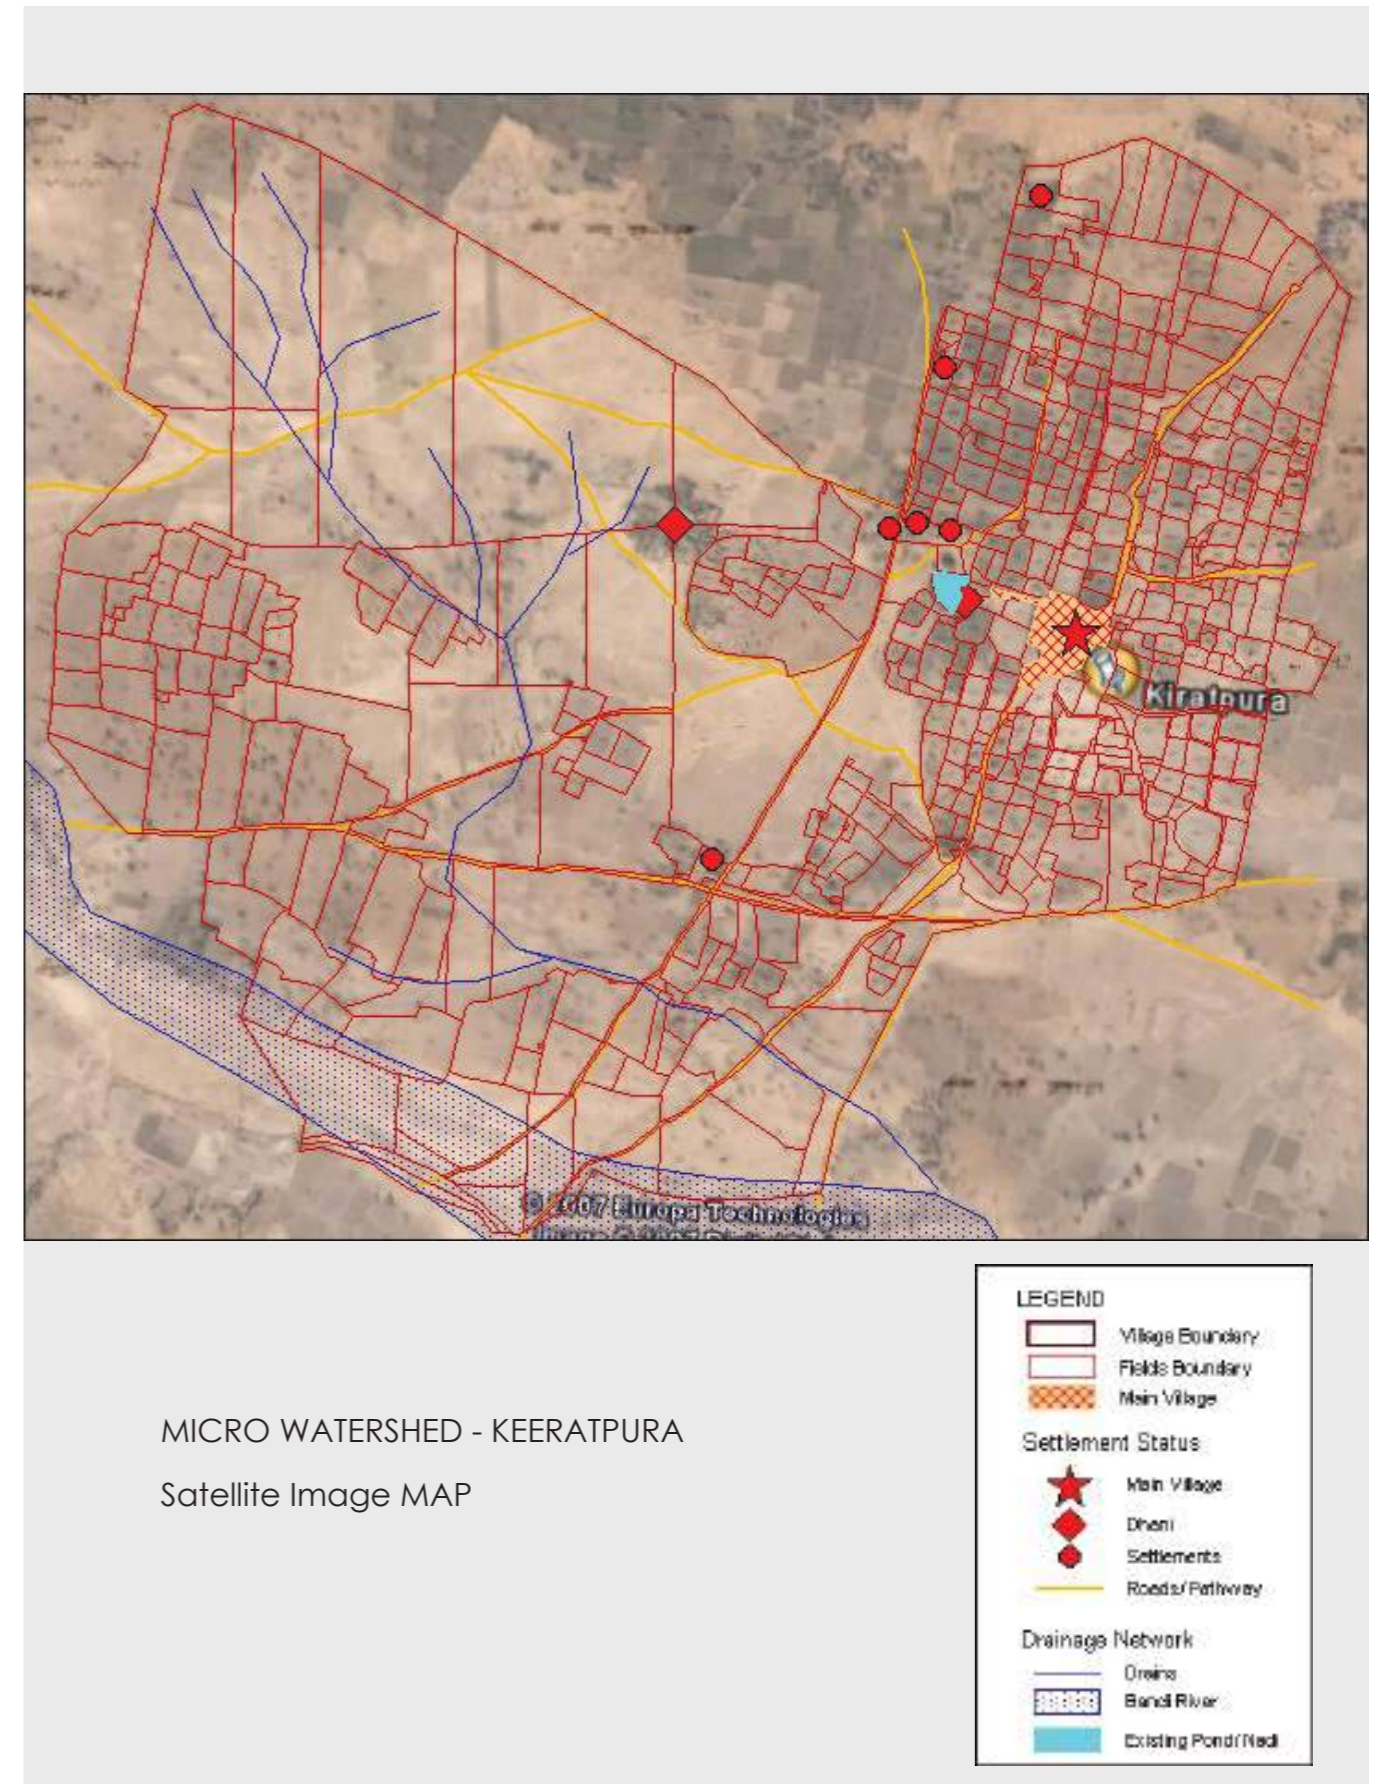 Kiratpura
© 2007 Europa Technologies
LEGEND
Village Boundary
Fields Boundary
Main Village
Settlement Status
Main Village
Dhani
Settlements
Roads/Pathway
Drainage Network
Drains
Bandi River
Existing Pond/Nadi
MICRO WATERSHED - KEERATPURA
Satellite Image MAP